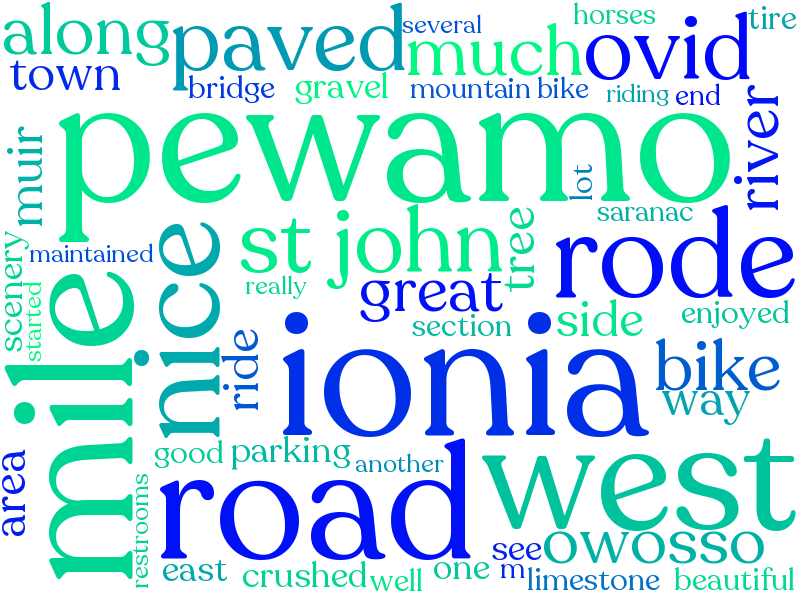 along
paved
several
horses
tire
much
ovid
town
bridge
gravel
mountain bike
riding
end
pewamo
river
muir
lot
saranac
st john
tree
rode
nice
maintained
scenery
started
really
great
section
side
enjoyed
mile
ionia
ride
bike
way
good
parking
another
west
area
restrooms
road
owosso
see
east
crushed
well
one
m
limestone
beautiful